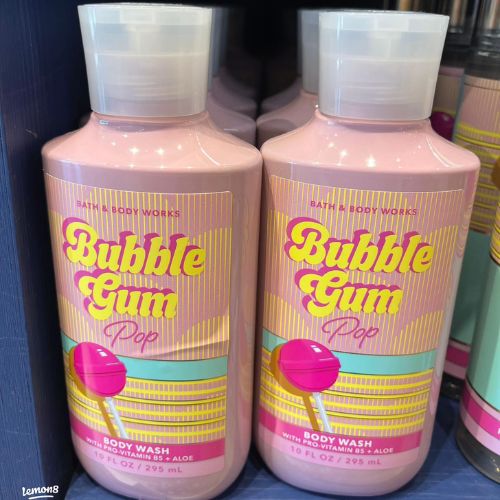 BATH & BODY WORKS
Bubble
Gum
Pop
BODY WASH
WITH PRO-VITAMIN B5 + ALOE
10 FL OZ / 295 mL
BATH & BODY WORKS
Bubble
Gum
Pop
BODY WASH
WITH PRO-VITAMIN B5 + ALOE
10 FL OZ / 295 mL
lemon8